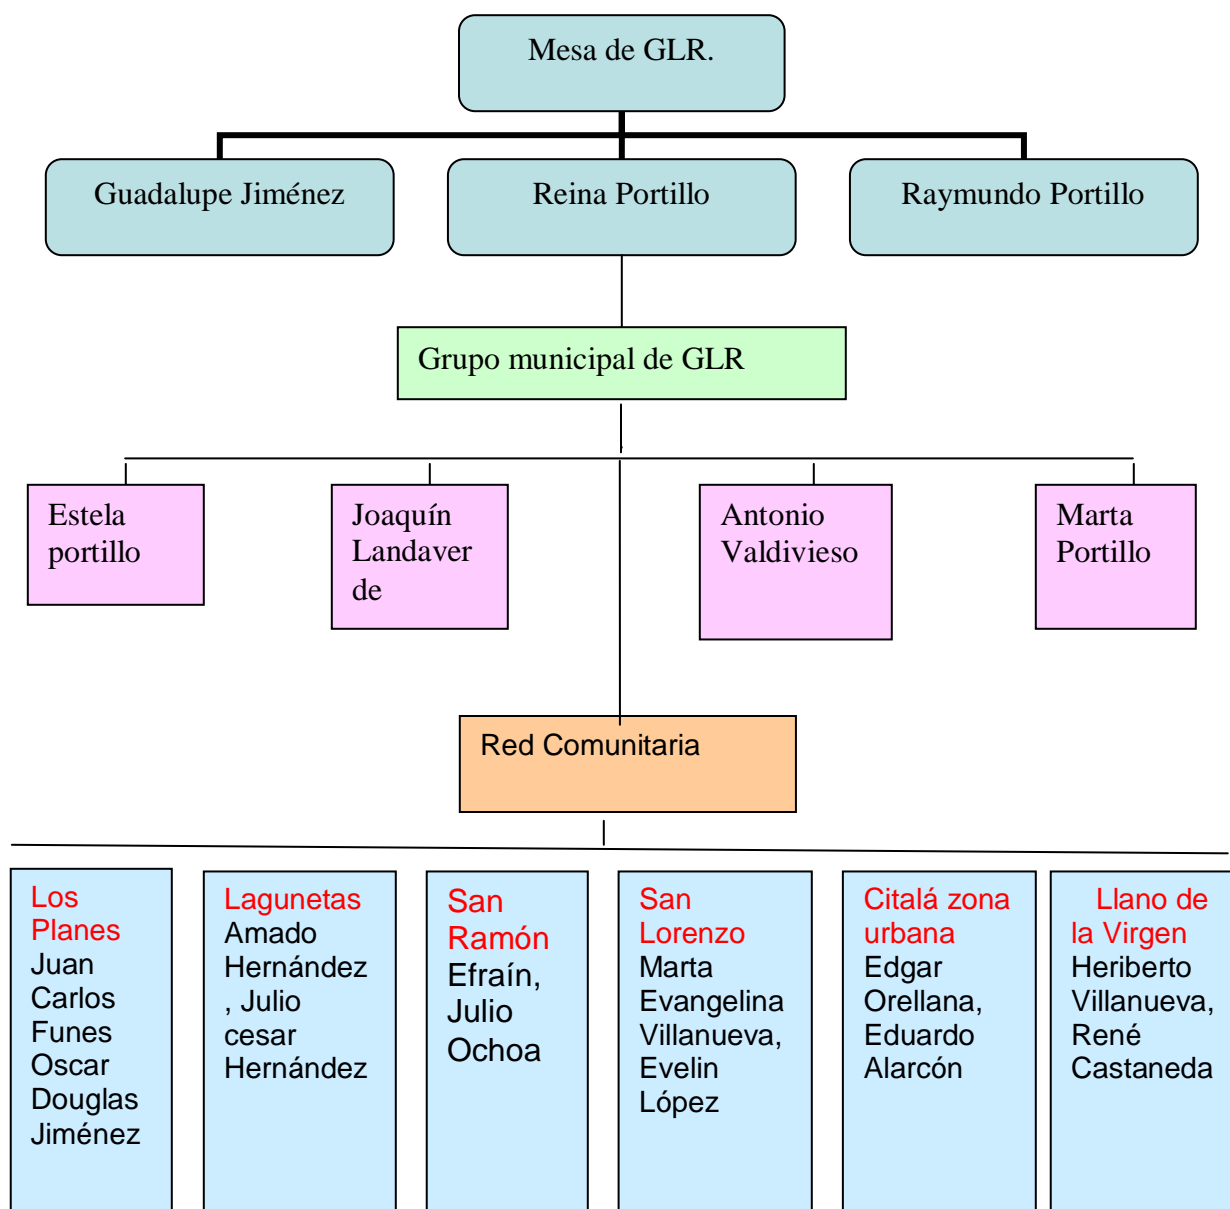 Mesa de GLR.
Guadalupe Jiménez
Reina Portillo
Raymundo Portillo
Grupo municipal de GLR
Estela
portillo
Joaquín
Landaver
de
Antonio
Valdivieso
Marta
Portillo
Red Comunitaria
Los
Planes
Juan
Carlos
Funes
Oscar
Douglas
Jiménez
Lagunetas
Amado
Hernández
, Julio
cesar
Hernández
San
Ramón
Efraín,
Julio
Ochoa
San
Lorenzo
Marta
Evangelina
Villanueva,
Evelin
López
Citalá zona
urbana
Edgar
Orellana,
Eduardo
Alarcón
Llano de
la Virgen
Heriberto
Villanueva,
René
Castaneda